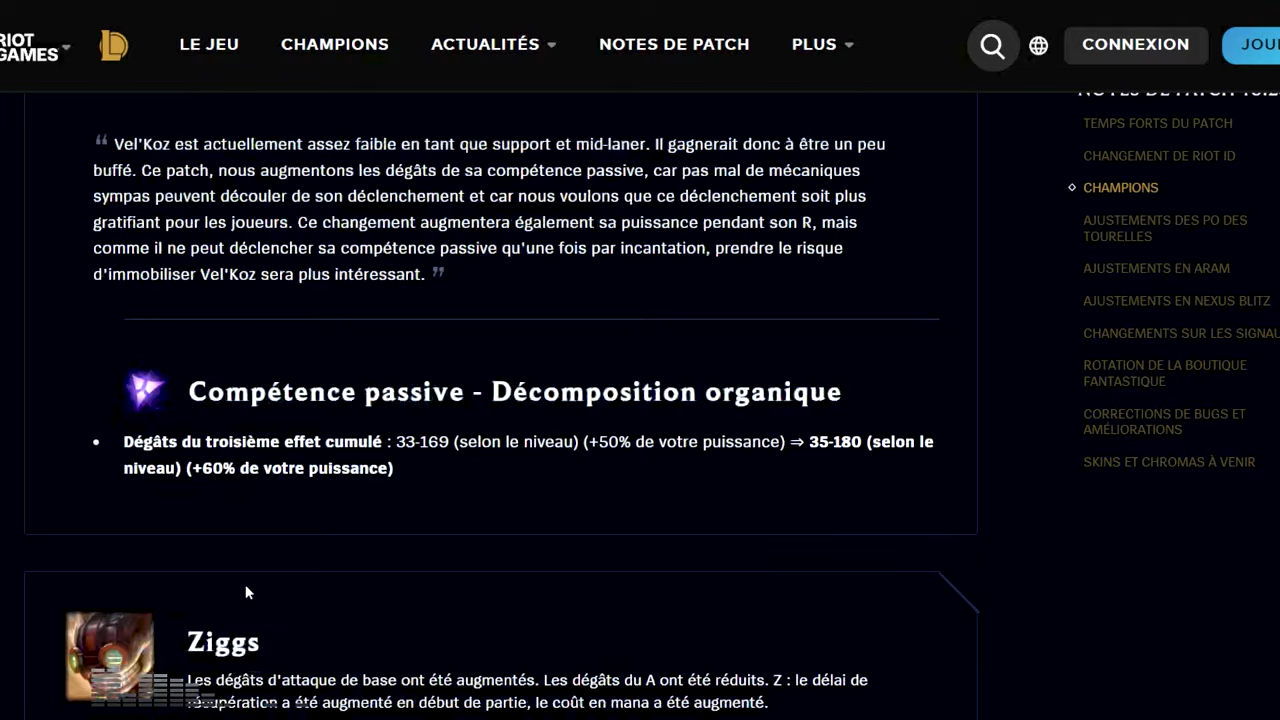 RIOT
GAMES
LE JEU
CHAMPIONS
ACTUALITÉS
NOTES DE PATCH
PLUS
CONNEXION
JOU
“ Vel'Koz est actuellement assez faible en tant que support et mid-laner. Il gagnerait donc à être un peu
buffé. Ce patch, nous augmentons les dégâts de sa compétence passive, car pas mal de mécaniques
sympas peuvent découler de son déclenchement et car nous voulons que ce déclenchement soit plus
gratifiant pour les joueurs. Ce changement augmentera également sa puissance pendant son R, mais
comme il ne peut déclencher sa compétence passive qu'une fois par incantation, prendre le risque
d'immobiliser Vel'Koz sera plus intéressant. ”
Compétence passive - Décomposition organique
• Dégâts du troisième effet cumulé : 33-169 (selon le niveau) (+50% de votre puissance) ⇒ 35-180 (selon le
niveau) (+60% de votre puissance)
Ziggs
Les dégâts d'attaque de base ont été augmentés. Les dégâts du A ont été réduits. Z : le délai de
récupération a été augmenté en début de partie, le coût en mana a été augmenté.
NOTES DE PATCH
TEMPS FORTS DU PATCH
CHANGEMENT DE RIOT ID
CHAMPIONS
AJUSTEMENTS DES PO DES
TOURELLES
AJUSTEMENTS EN ARAM
AJUSTEMENTS EN NEXUS BLITZ
CHANGEMENTS SUR LES SIGNAU
ROTATION DE LA BOUTIQUE
FANTASTIQUE
CORRECTIONS DE BUGS ET
AMÉLIORATIONS
SKINS ET CHROMAS À VENIR